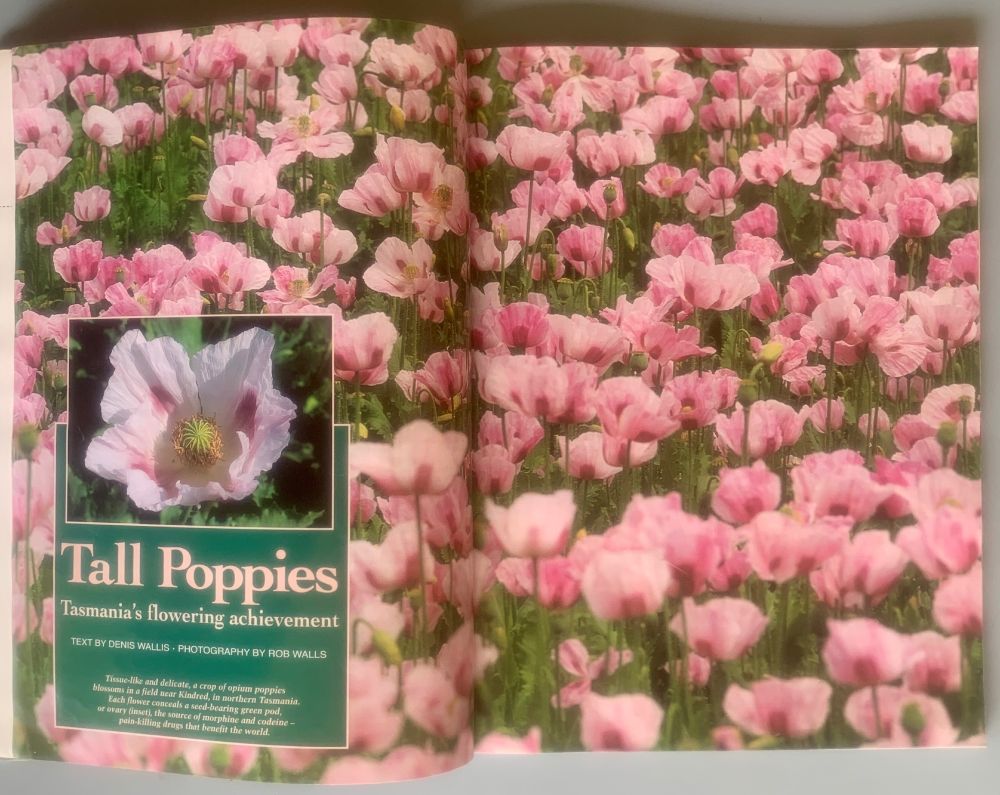 Tall Poppies
Tasmania's flowering achievement
TEXT BY DENIS WALLIS · PHOTOGRAPHY BY ROB WALLS
Tissue-like and delicate, a crop of opium poppies
blossoms in a field near Kindred, in northern Tasmania.
Each flower conceals a seed-bearing green pod,
or ovary (inset), the source of morphine and codeine –
pain-killing drugs that benefit the world.